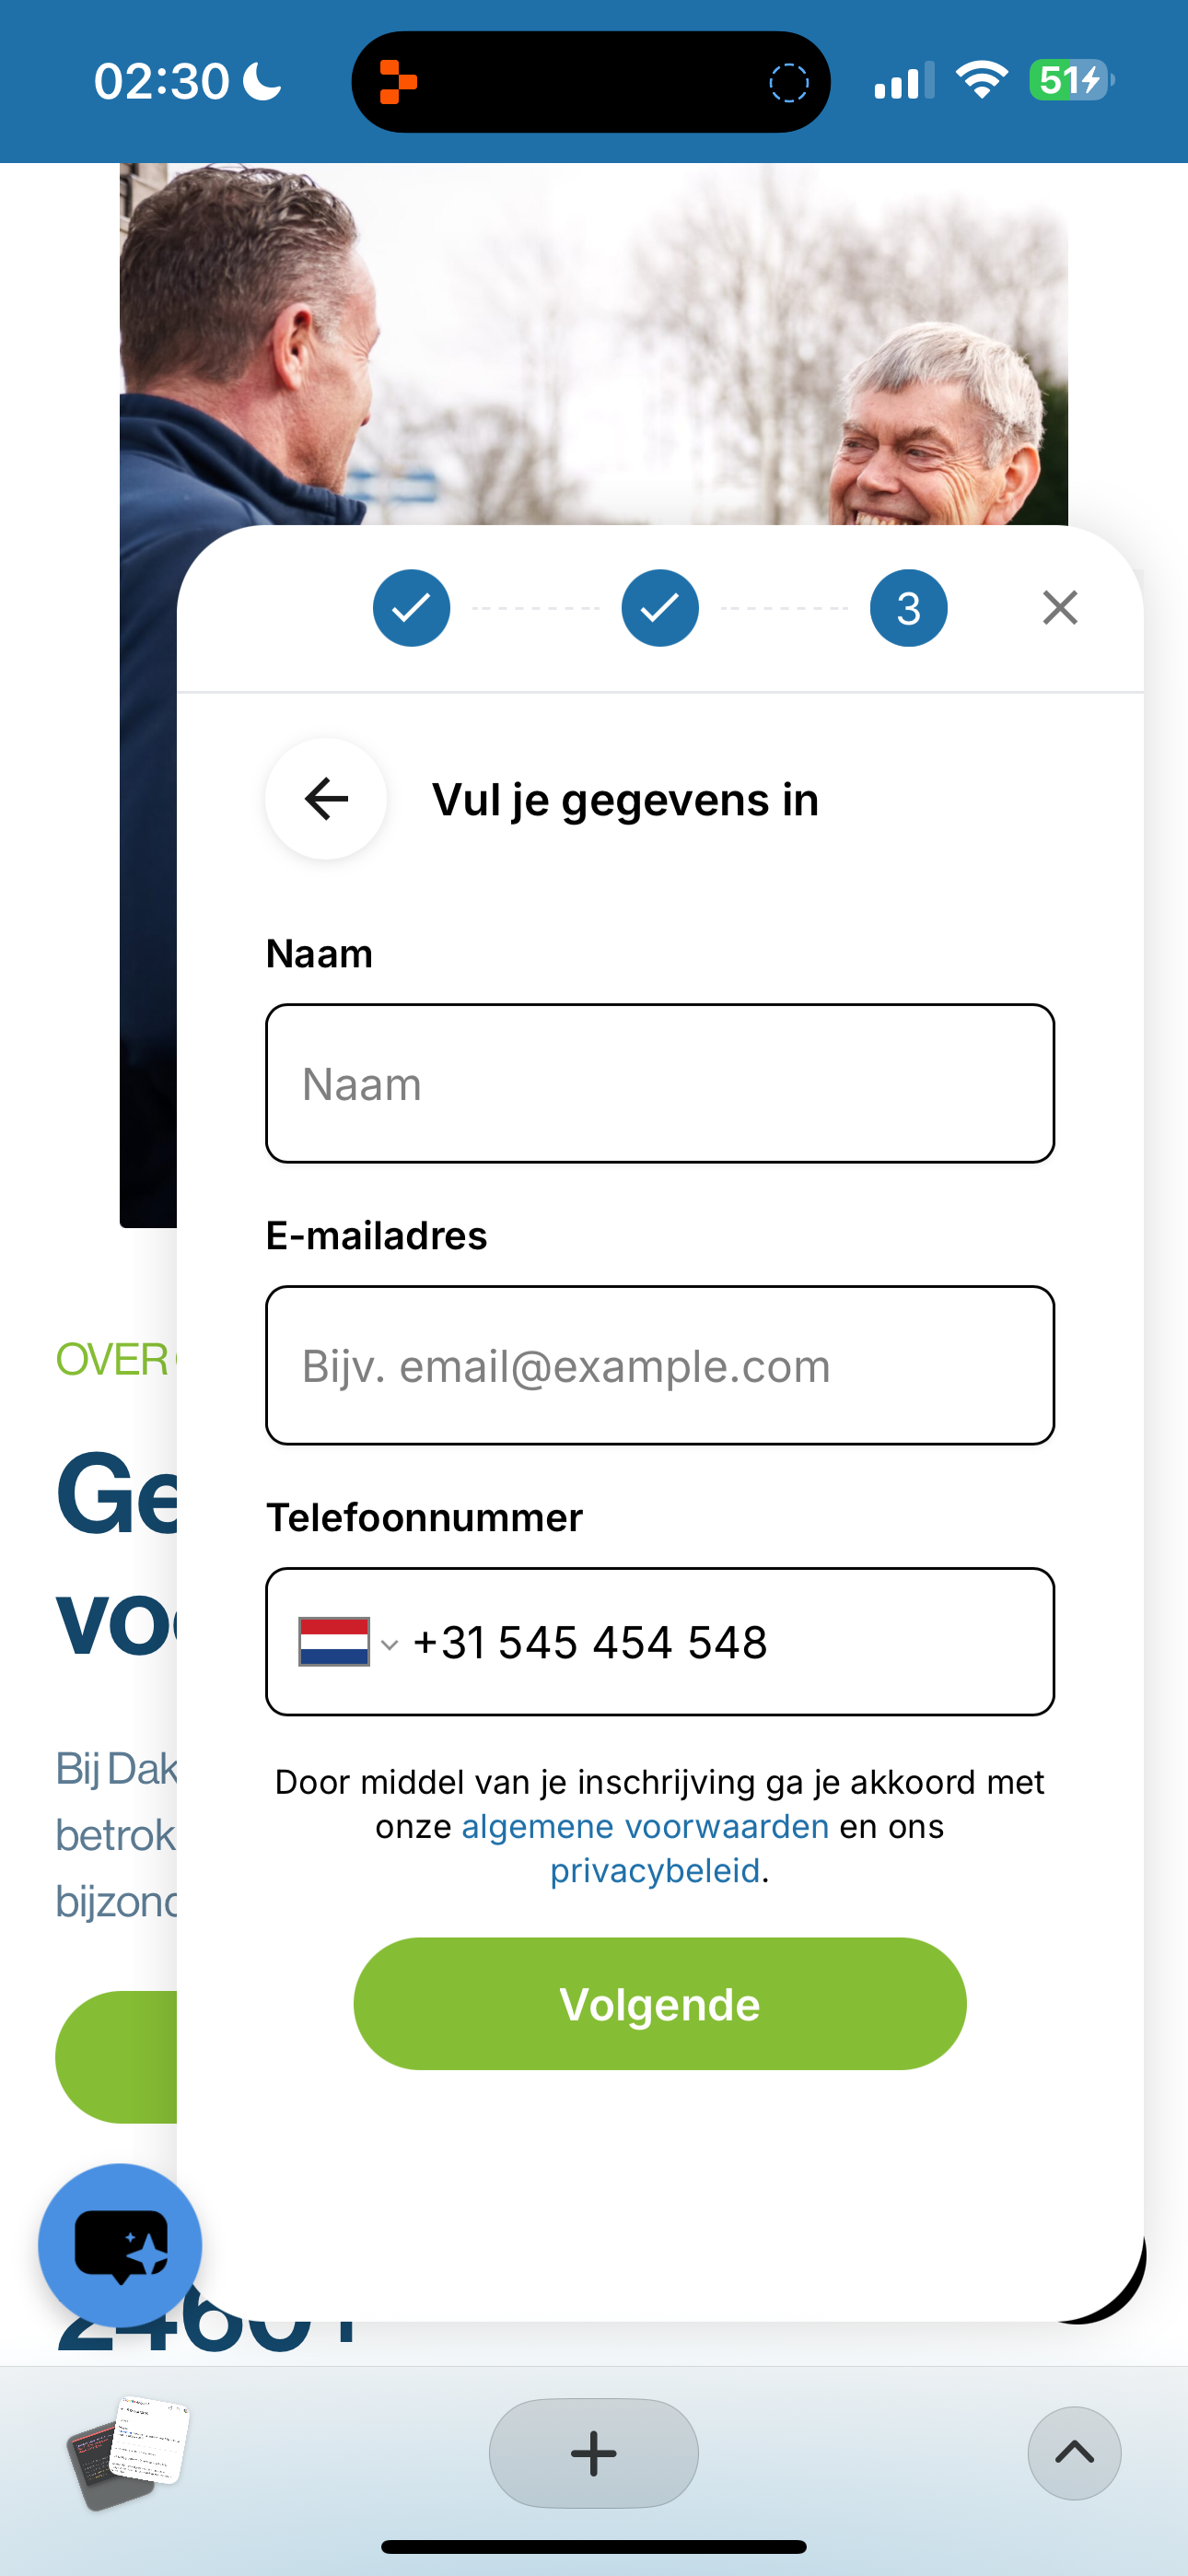 02:30
51
3
Vul je gegevens in
Naam
Naam
E-mailadres
Bijv. email@example.com
Telefoonnummer
+31 545 454 548
Door middel van je inschrijving ga je akkoord met
onze algemene voorwaarden en ons
privacybeleid.
Volgende
OVER
Ge
vo
Bij Dak
betrok
bijzon